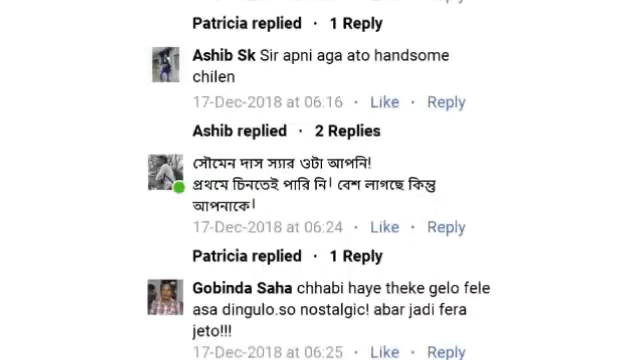 Patricia replied · 1 Reply
Ashib Sk Sir apni aga ato handsome
chilen
17-Dec-2018 at 06:16 · Like · Reply
Ashib replied · 2 Replies
সৌমেন দাস স্যার ওটা আপনি!
প্রথমে চিনতেই পারি নি। বেশ লাগছে কিন্তু
আপনাকে।
17-Dec-2018 at 06:24 · Like · Reply
Patricia replied · 1 Reply
Gobinda Saha chhabi haye theke gelo fele
asa dingulo.so nostalgic! abar jadi fera
jeto!!!
17-Dec-2018 at 06:25 · Like · Reply